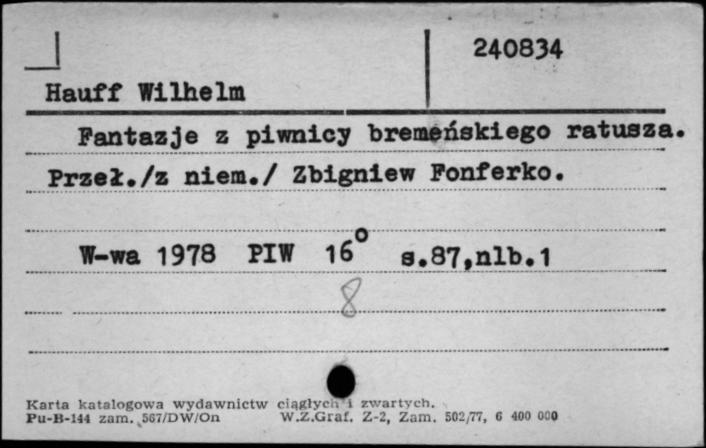 240834
Hauff Wilhelm
Fantazje z piwnicy bremeńskiego ratusza.
Przeł./z niem./ Zbigniew Fonferko.
W-wa 1978 PIW 16° s.87,nlb.1
8
Karta katalogowa wydawnictw ciągłych i zwartych.
Pu-B-144 zam. 567/DW/On W.Z.Graf. Z-2, Zam. 502/77, 6 400 000